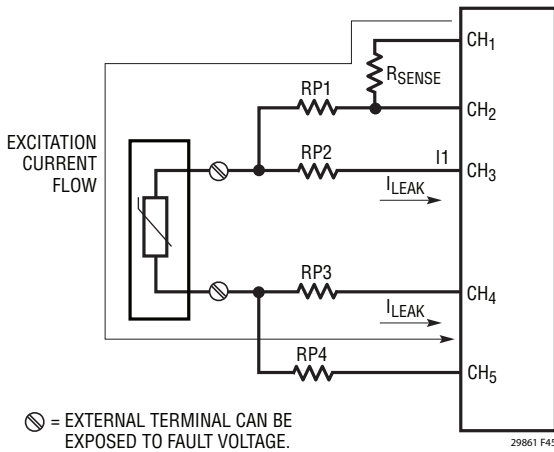 CH1
RSENSE
RP1
CH2
EXCITATION
CURRENT
FLOW
RP2
I1
CH3
ILEAK
RP3
CH4
ILEAK
RP4
CH5
= EXTERNAL TERMINAL CAN BE
EXPOSED TO FAULT VOLTAGE.
29861 F45